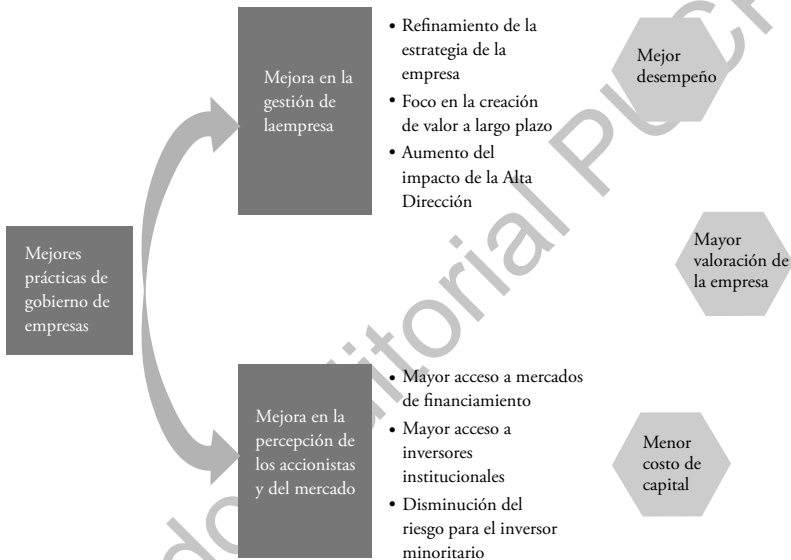 Mejores
prácticas de
gobierno de
empresas
Mejora en la
gestión de
laempresa
• Refinamiento de la
estrategia de la
empresa
• Foco en la creación
de valor a largo plazo
• Aumento del
impacto de la Alta
Dirección
Mejor
desempeño
Mayor
valoración de
la empresa
Mejora en la
percepción de
los accionistas
y del mercado
• Mayor acceso a mercados
de financiamiento
• Mayor acceso a
inversores
institucionales
• Disminución del
riesgo para el inversor
minoritario
Menor
costo de
capital